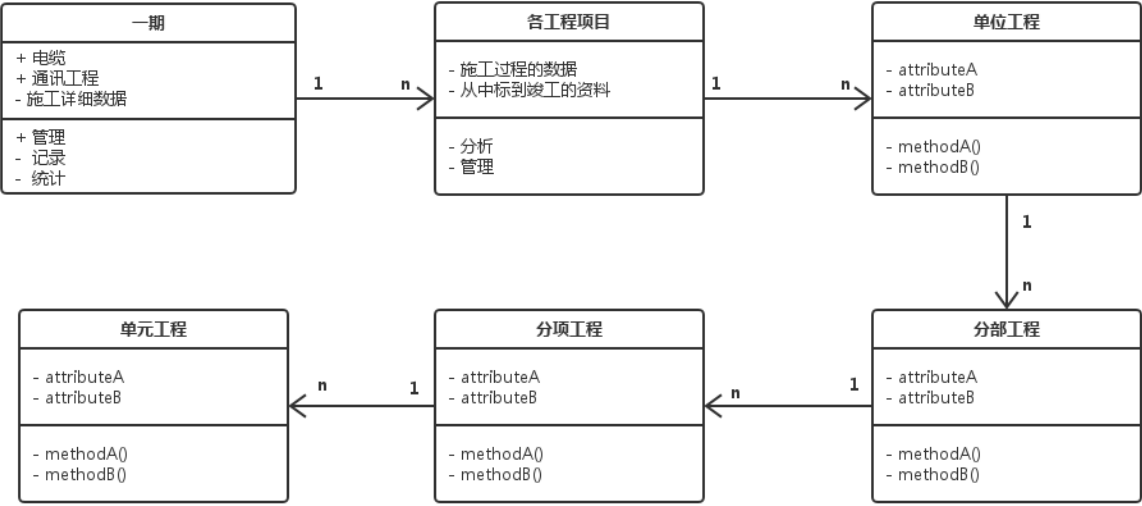 一期
+ 电缆
+ 通讯工程
- 施工详细数据
+ 管理
- 记录
- 统计
1
n
各工程项目
- 施工过程的数据
- 从中标到竣工的资料
- 分析
- 管理
1
n
单位工程
- attributeA
- attributeB
- methodA()
- methodB()
1
n
分部工程
- attributeA
- attributeB
- methodA()
- methodB()
1
n
分项工程
- attributeA
- attributeB
- methodA()
- methodB()
1
n
单元工程
- attributeA
- attributeB
- methodA()
- methodB()